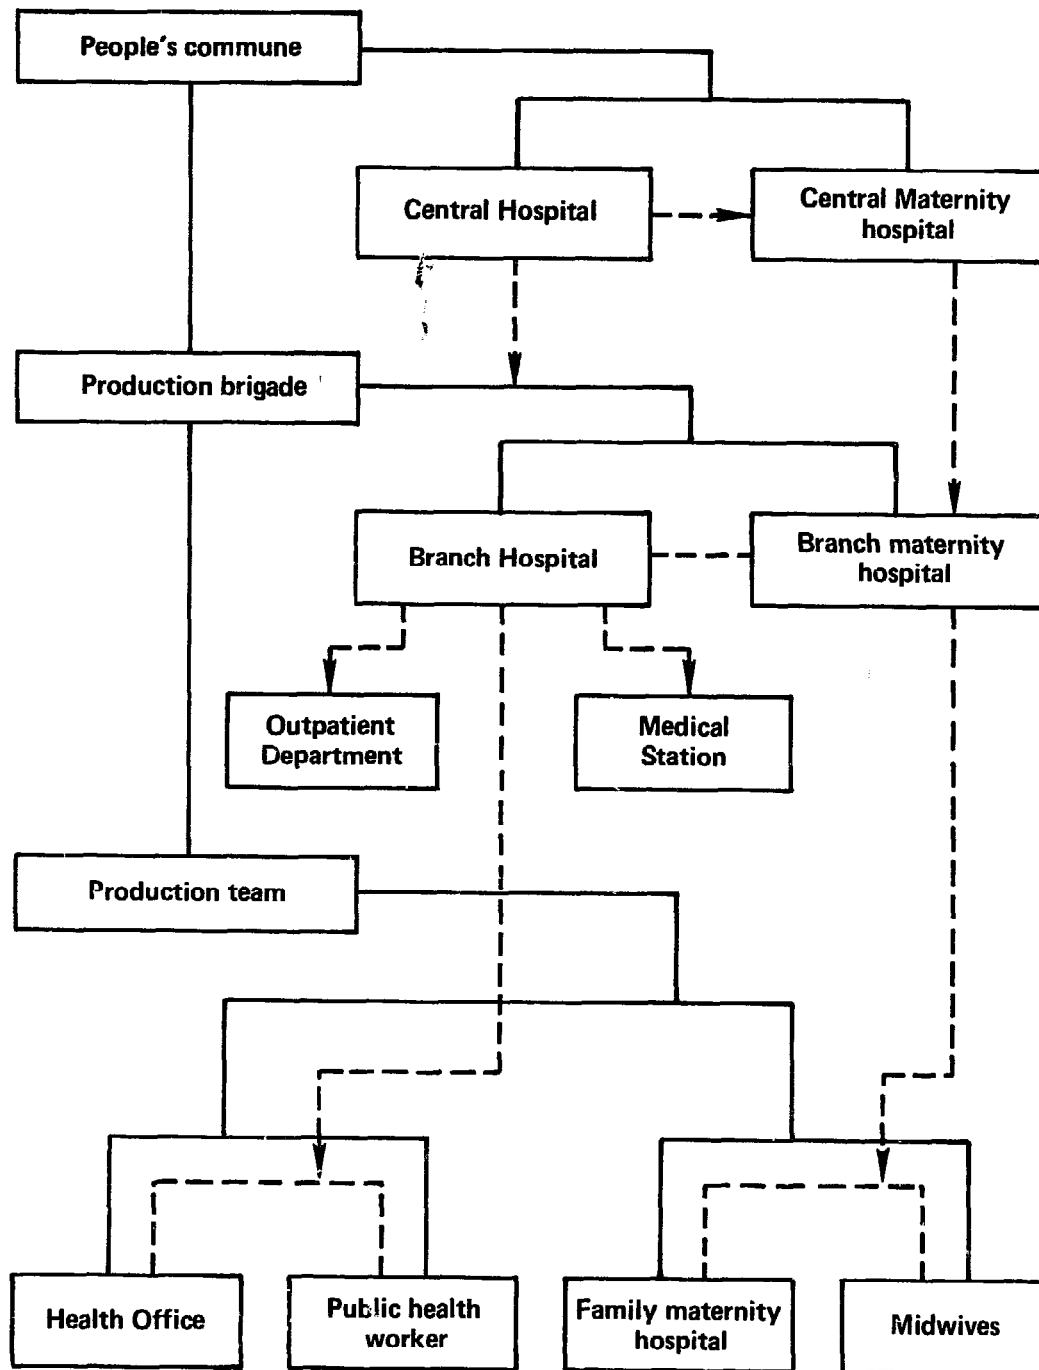 People's commune
Central Hospital
Central Maternity
hospital
Production brigade
Branch Hospital
Branch maternity
hospital
Outpatient
Department
Medical
Station
Production team
Health Office
Public health
worker
Family maternity
hospital
Midwives